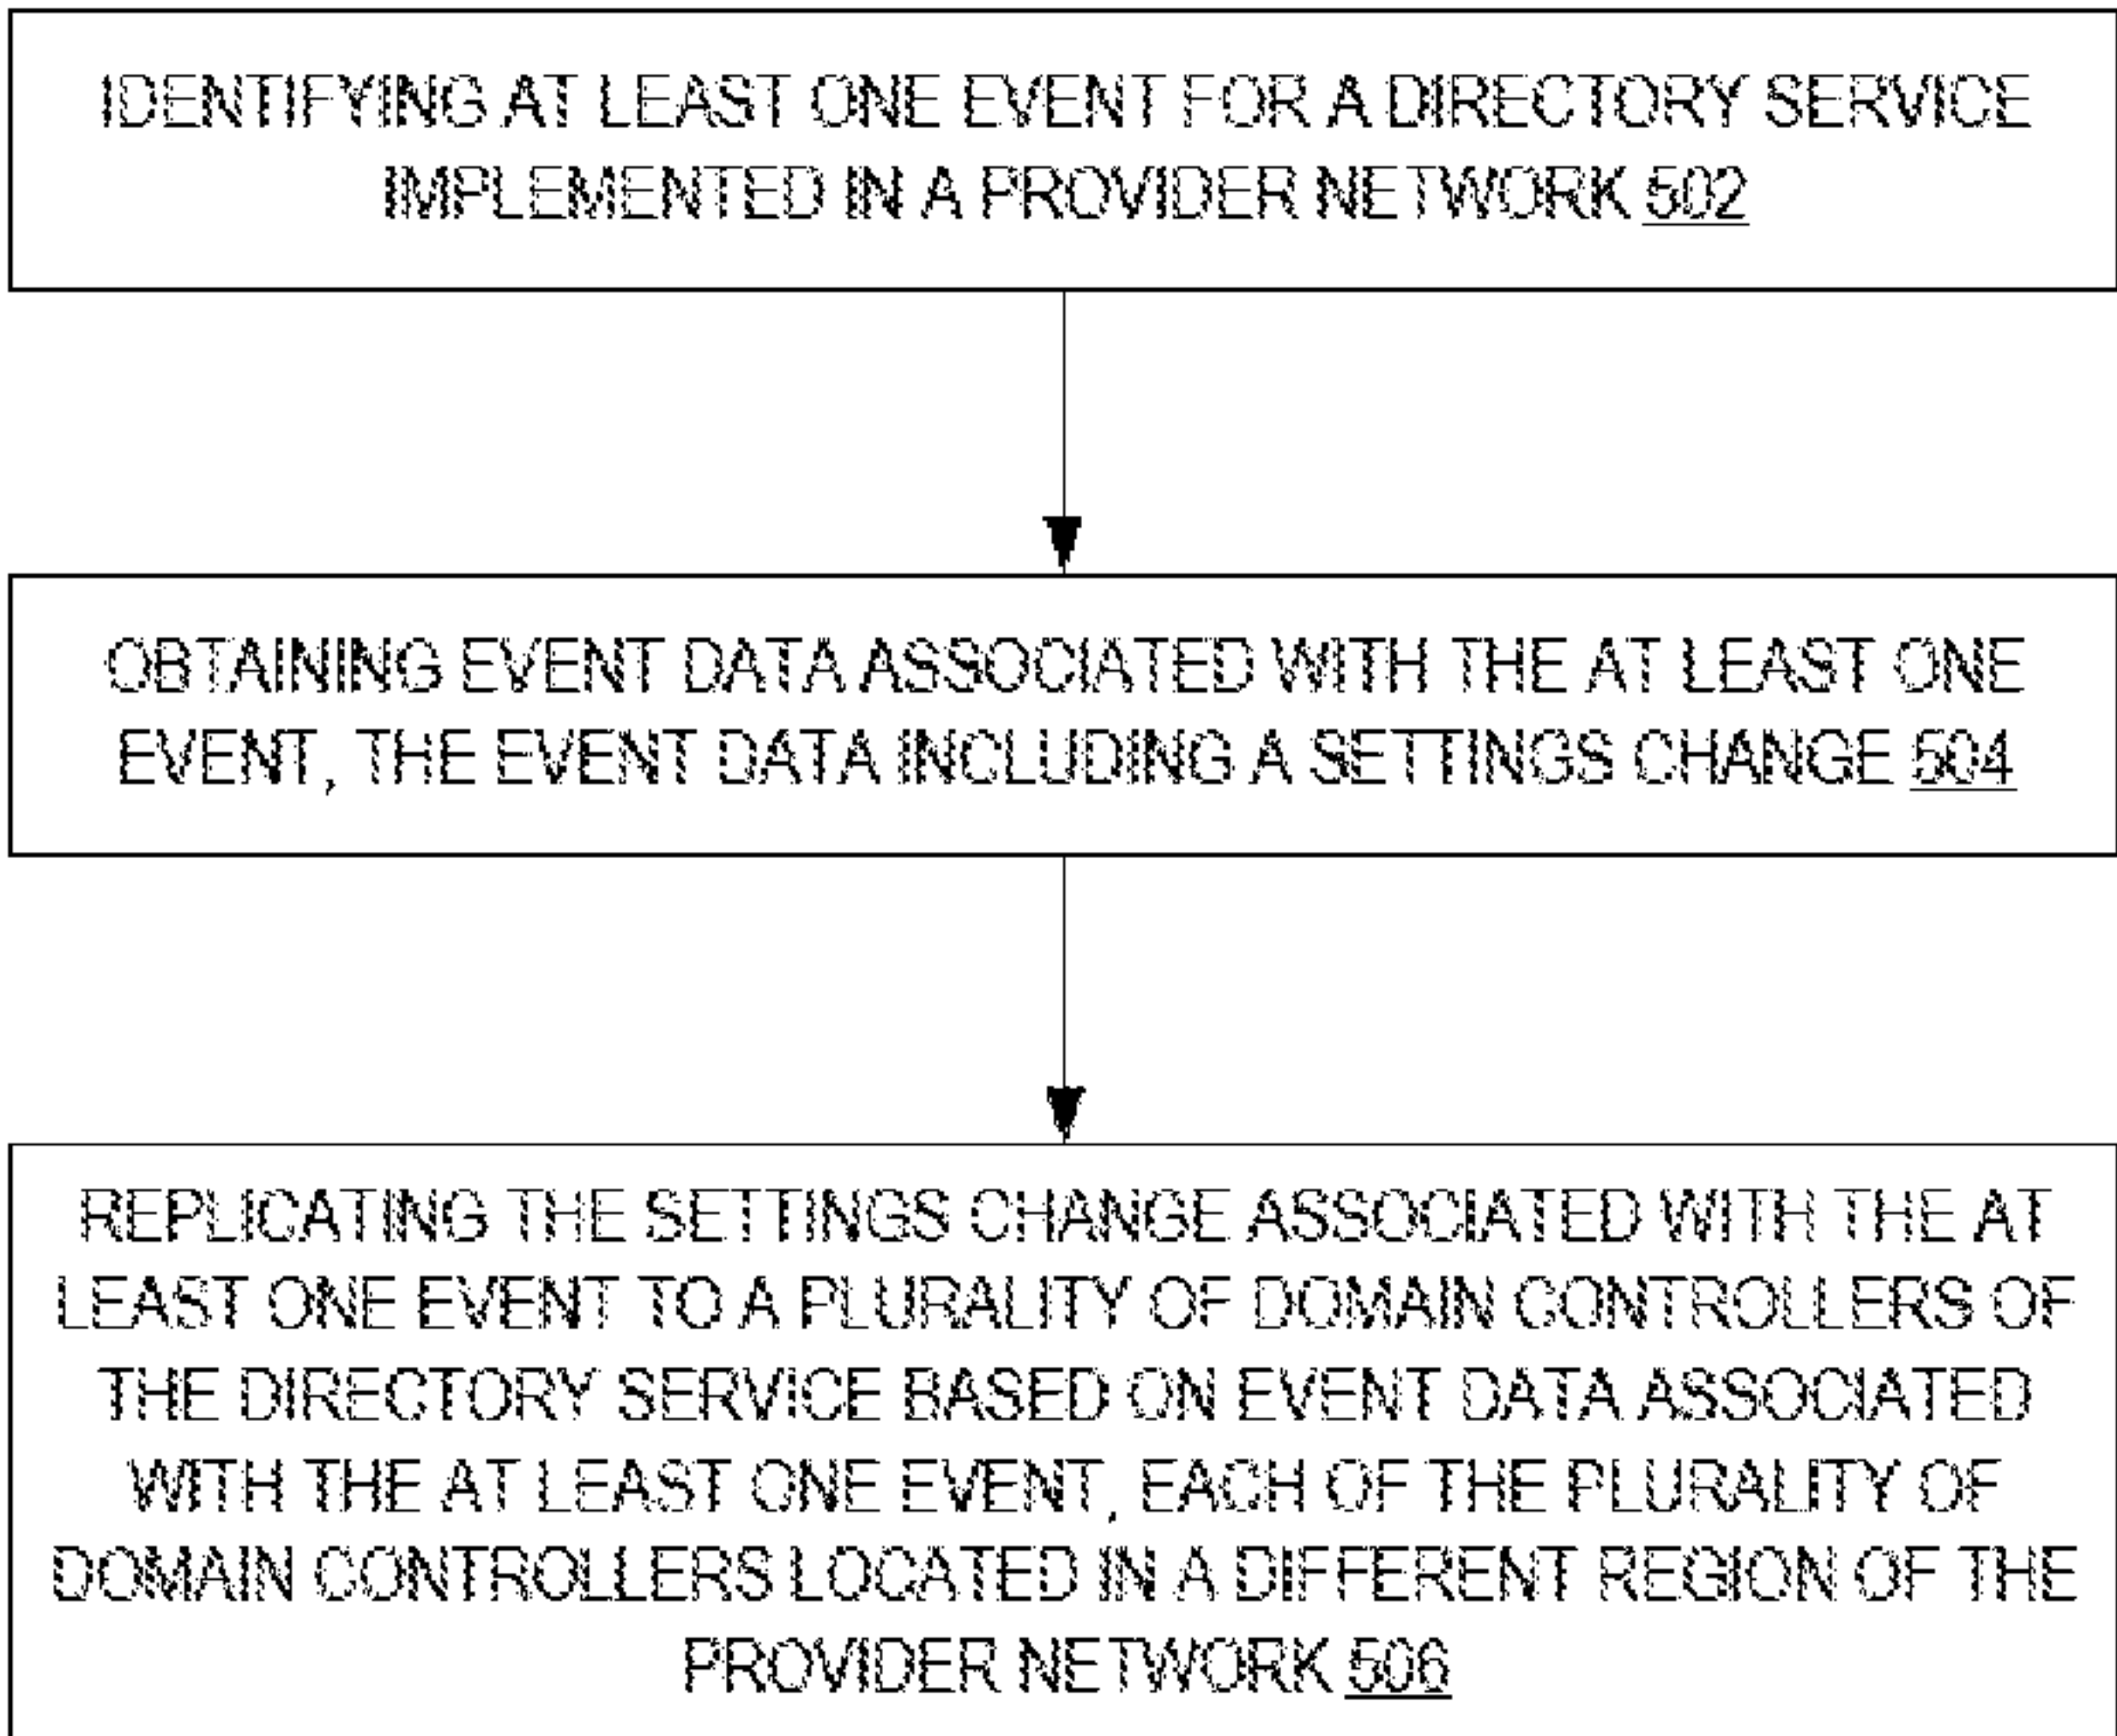 IDENTIFYING AT LEAST ONE EVENT FOR A DIRECTORY SERVICE
IMPLEMENTED IN A PROVIDER NETWORK 502
OBTAINING EVENT DATA ASSOCIATED WITH THE AT LEAST ONE
EVENT, THE EVENT DATA INCLUDING A SETTINGS CHANGE 504
REPLICATING THE SETTINGS CHANGE ASSOCIATED WITH THE AT
LEAST ONE EVENT TO A PLURALITY OF DOMAIN CONTROLLERS OF
THE DIRECTORY SERVICE BASED ON EVENT DATA ASSOCIATED
WITH THE AT LEAST ONE EVENT, EACH OF THE PLURALITY OF
DOMAIN CONTROLLERS LOCATED IN A DIFFERENT REGION OF THE
PROVIDER NETWORK 506